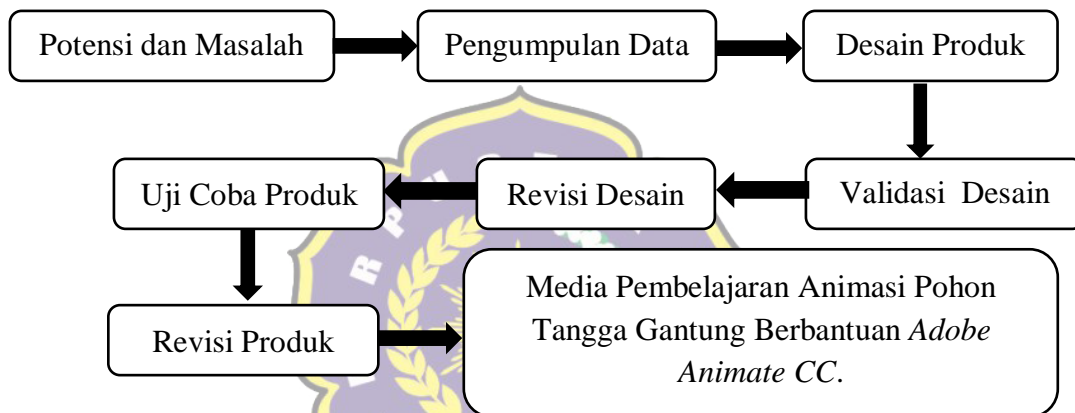 Potensi dan Masalah
Pengumpulan Data
Desain Produk
Validasi Desain
Revisi Desain
Uji Coba Produk
Revisi Produk
Media Pembelajaran Animasi Pohon
Tangga Gantung Berbantuan Adobe
Animate CC.